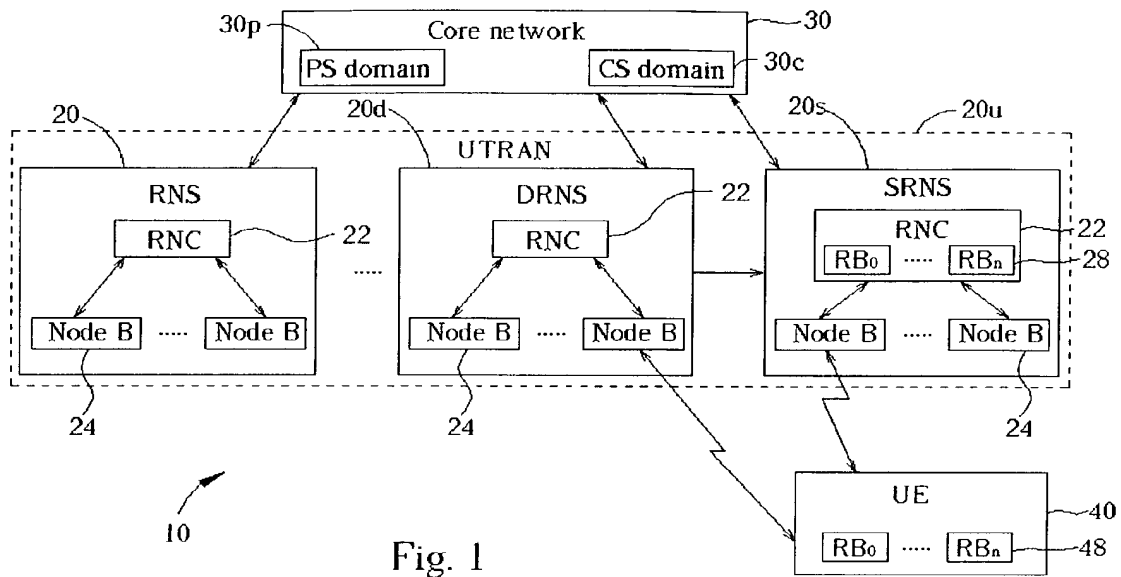 30p
Core network
30
PS domain
CS domain
30c
20
20d
20s
20u
UTRAN
RNS
DRNS
SRNS
RNC
22
RNC
22
RNC
22
RB0 ..... RBn
28
.....
Node B ..... Node B
Node B ..... Node B
Node B ..... Node B
24
24
24
UE
40
RB0 ..... RBn
48
10
Fig. 1